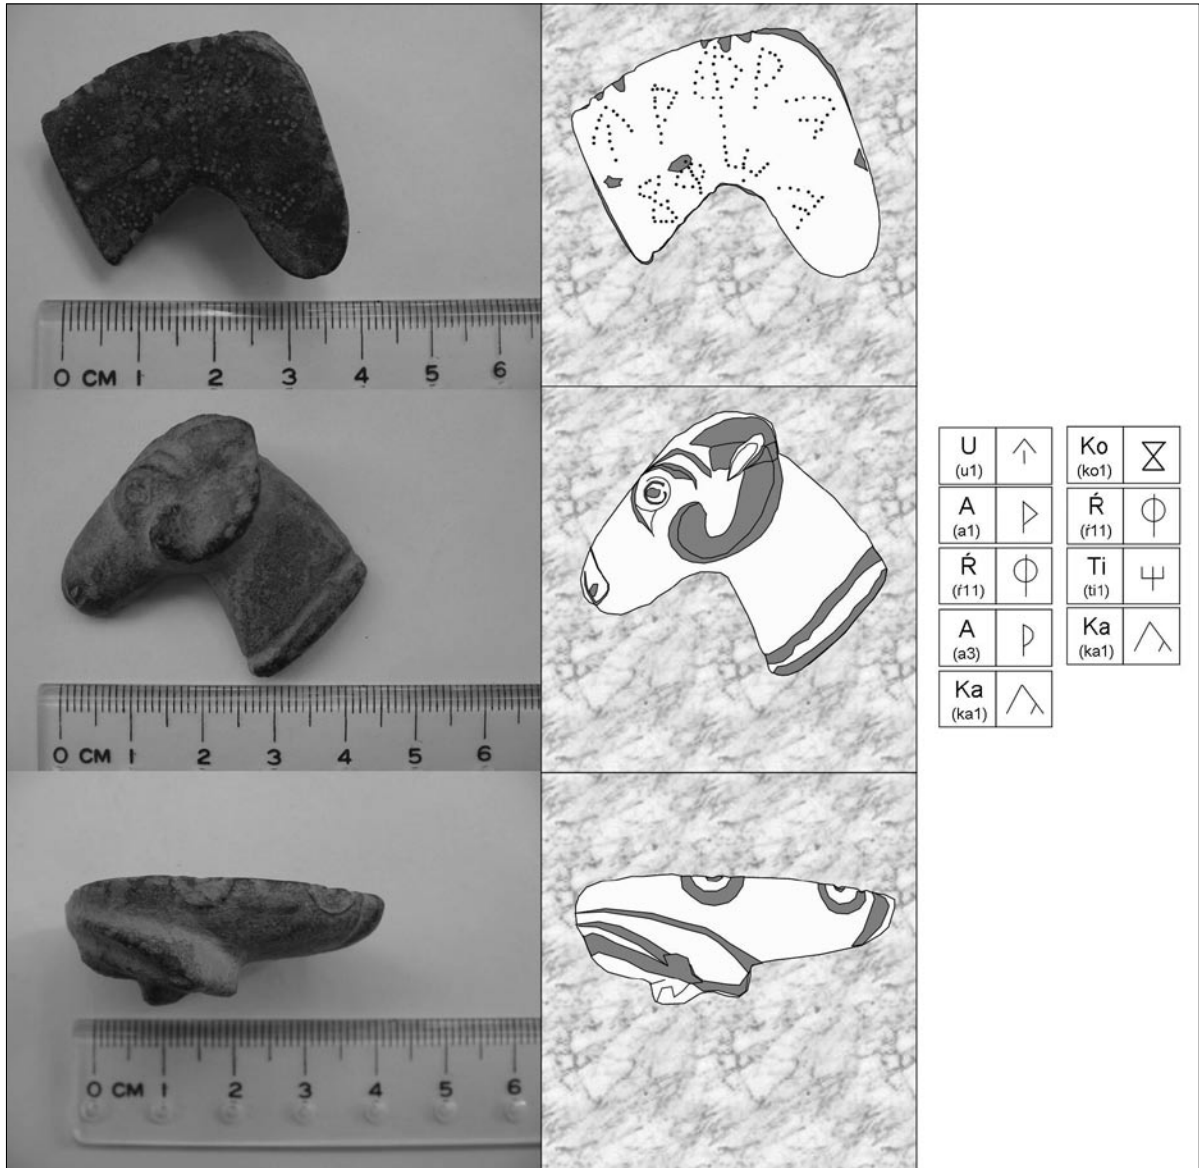 0 CM 1 2 3 4 5 6
0 CM 1 2 3 4 5 6
0 CM 1 2 3 4 5 6
U (u1)
A (a1)
Ŕ (ŕ11)
A (a3)
Ka (ka1)
Ko (ko1)
Ŕ (ŕ11)
Ti (ti1)
Ka (ka1)